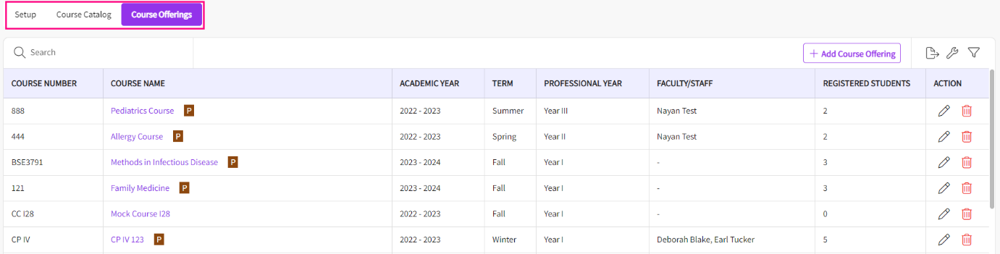 Setup Course Catalog Course Offerings
Search + Add Course Offering
COURSE NUMBER COURSE NAME ACADEMIC YEAR TERM PROFESSIONAL YEAR FACULTY/STAFF REGISTERED STUDENTS ACTION
888 Pediatrics Course P 2022 - 2023 Summer Year III Nayan Test 2
444 Allergy Course P 2022 - 2023 Spring Year II Nayan Test 2
BSE3791 Methods in Infectious Disease P 2023 - 2024 Fall Year I - 3
121 Family Medicine P 2023 - 2024 Fall Year I - 3
CC I28 Mock Course I28 2022 - 2023 Fall Year I - 0
CP IV CP IV 123 P 2022 - 2023 Winter Year I Deborah Blake, Earl Tucker 5